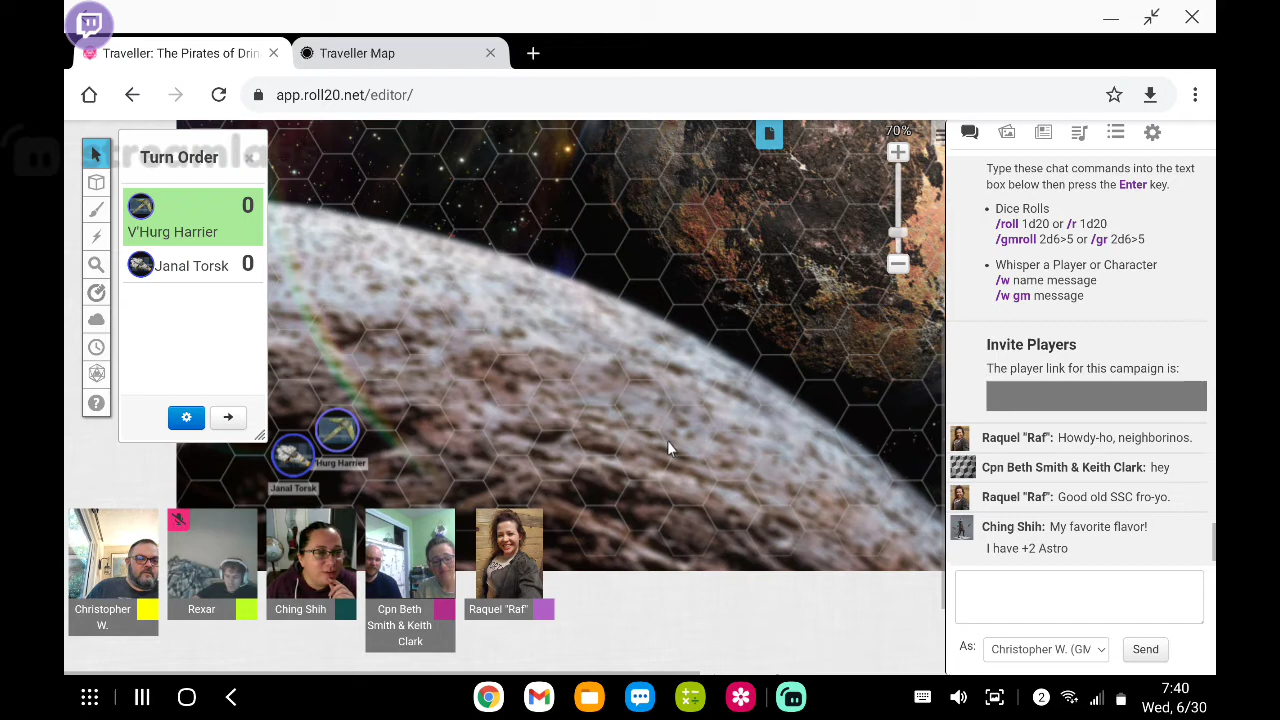 Traveller: The Pirates of Drin
Traveller Map
app.roll20.net/editor/
streamla
Turn Order
0
V'Hurg Harrier
Janal Torsk 0
70%
'Hurg Harrier
Janal Torsk
Christopher W.
Rexar
Ching Shih
Cpn Beth Smith & Keith Clark
Raquel "Raf"
Type these chat commands into the text
box below then press the Enter key.
Dice Rolls
/roll 1d20 or /r 1d20
/gmroll 2d6>5 or /gr 2d6>5
Whisper a Player or Character
/w name message
/w gm message
Invite Players
The player link for this campaign is:
Raquel "Raf": Howdy-ho, neighborinos.
Cpn Beth Smith & Keith Clark: hey
Raquel "Raf": Good old SSC fro-yo.
Ching Shih: My favorite flavor!
I have +2 Astro
As: Christopher W. (GM Send
2
7:40
Wed, 6/30